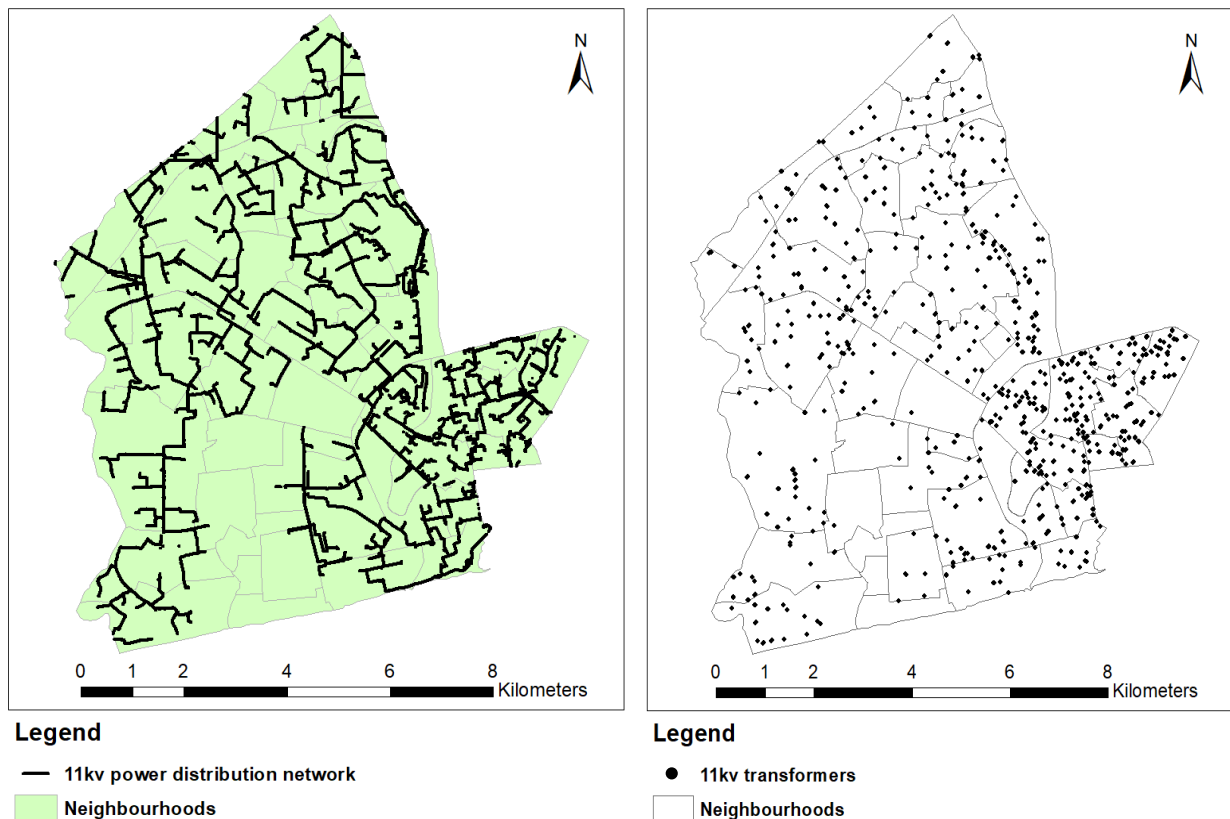 N
0 1 2 4 6 8
Kilometers
Legend
11kv power distribution network
Neighbourhoods
N
0 1 2 4 6 8
Kilometers
Legend
11kv transformers
Neighbourhoods